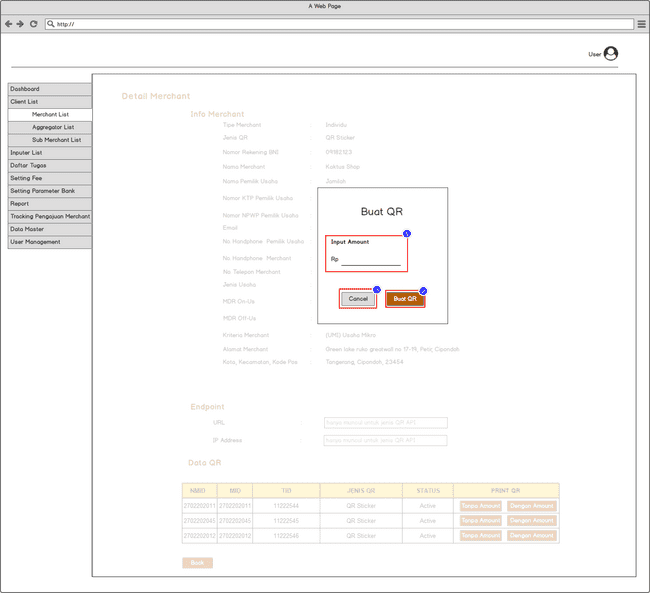 A Web Page
http://
User
Dashboard
Client List
Merchant List
Aggregator List
Sub Merchant List
Inputer List
Daftar Tugas
Setting Fee
Setting Parameter Bank
Report
Tracking Pengajuan Merchant
Data Master
User Management
Detail Merchant
Info Merchant
Tipe Merchant : Individu
Jenis QR : QR Sticker
Nomor Rekening BNI : 09182123
Nama Merchant : Kaktus Shop
Nama Pemilik Usaha : Jamilah
Nomor KTP Pemilik Usaha
Nomor NPWP Pemilik Usaha
Email
No. Handphone Pemilik Usaha
No. Handphone Merchant
No. Telepon Merchant
Jenis Usaha
MDR On-Us
MDR Off-Us
Kriteria Merchant : (UMI) Usaha Mikro
Alamat Merchant : Green lake ruko greatwall no 17-19, Petir, Cipondoh
Kota, Kecamatan, Kode Pos : Tangerang, Cipondoh, 23454
Buat QR
Input Amount
Rp
Cancel
Buat QR
Endpoint
URL : hanya muncul untuk jenis QR API
IP Address : hanya muncul untuk jenis QR API
Data QR
NMID MID TID JENIS QR STATUS PRINT QR
2702202011 2702202011 11222544 QR Sticker Active Tanpa Amount Dengan Amount
2702202045 2702202045 11222545 QR Sticker Active Tanpa Amount Dengan Amount
2702202012 2702202012 11222546 QR Sticker Active Tanpa Amount Dengan Amount
Back